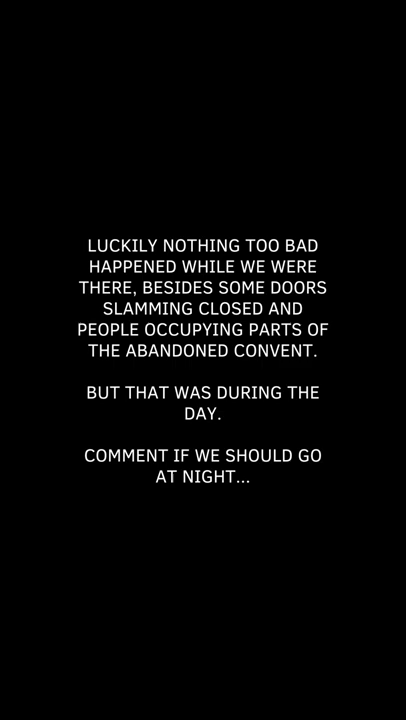 LUCKILY NOTHING TOO BAD
HAPPENED WHILE WE WERE
THERE, BESIDES SOME DOORS
SLAMMING CLOSED AND
PEOPLE OCCUPYING PARTS OF
THE ABANDONED CONVENT.
BUT THAT WAS DURING THE
DAY.
COMMENT IF WE SHOULD GO
AT NIGHT...